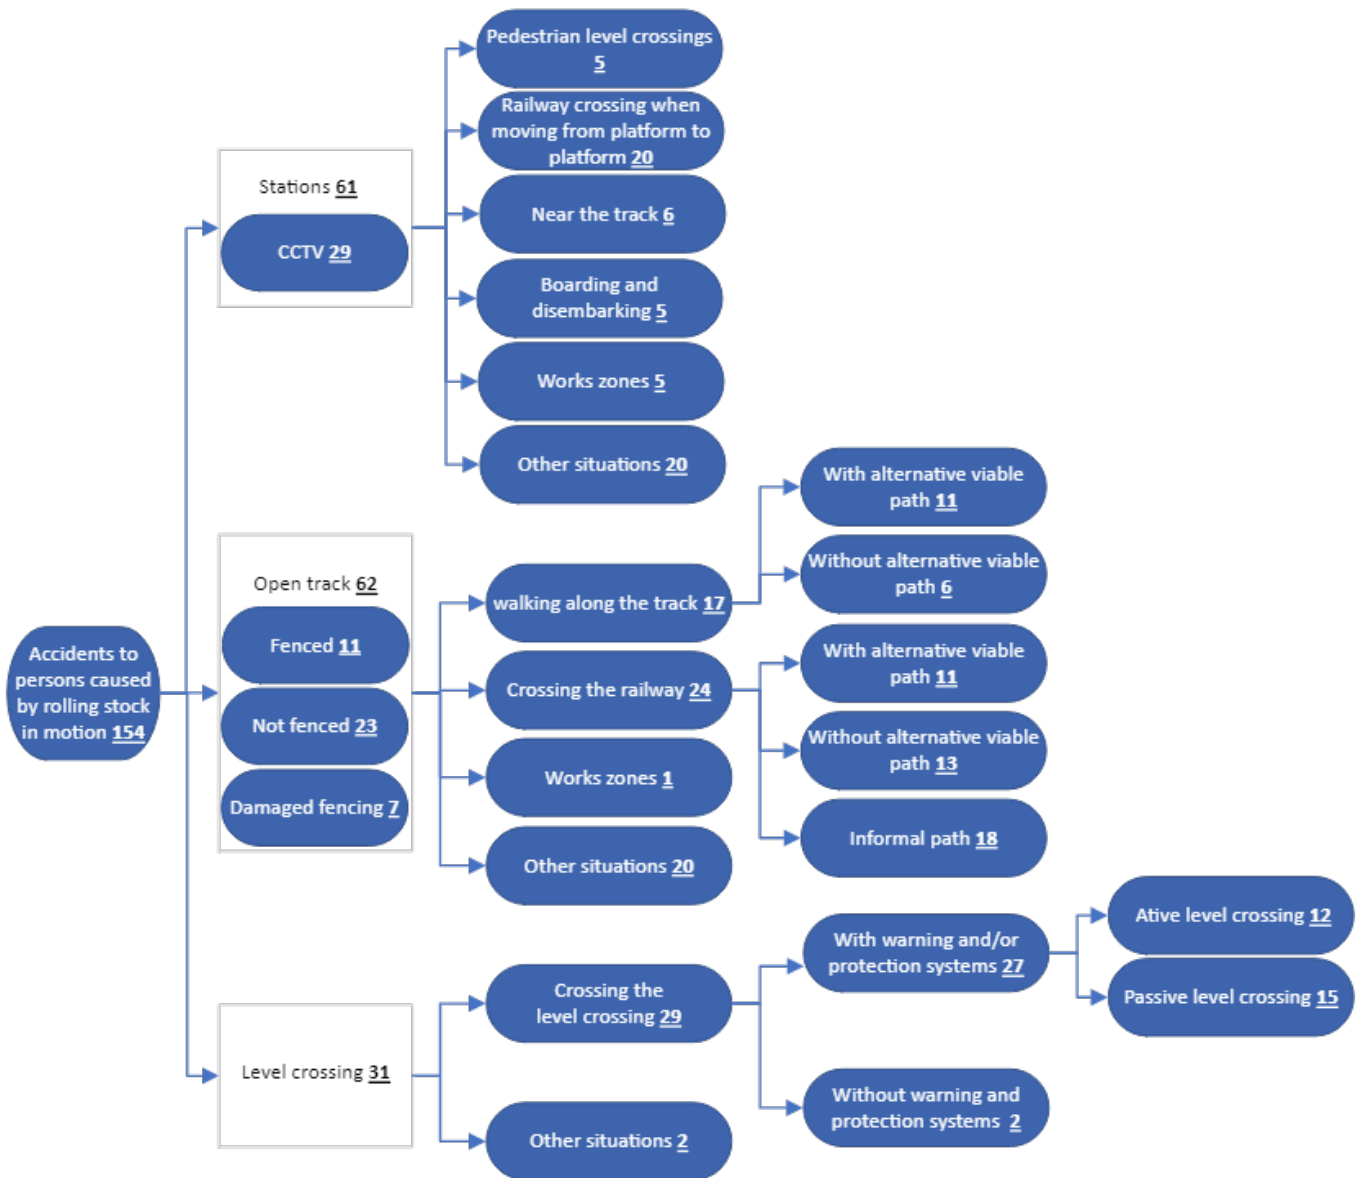 Accidents to
persons caused
by rolling stock
in motion 154
Stations 61
CCTV 29
Pedestrian level crossings
5
Railway crossing when
moving from platform to
platform 20
Near the track 6
Boarding and
disembarking 5
Works zones 5
Other situations 20
Open track 62
Fenced 11
Not fenced 23
Damaged fencing 7
walking along the track 17
With alternative viable
path 11
Without alternative viable
path 6
Crossing the railway 24
With alternative viable
path 11
Without alternative viable
path 13
Informal path 18
Works zones 1
Other situations 20
Level crossing 31
Crossing the
level crossing 29
With warning and/or
protection systems 27
Ative level crossing 12
Passive level crossing 15
Without warning and
protection systems 2
Other situations 2